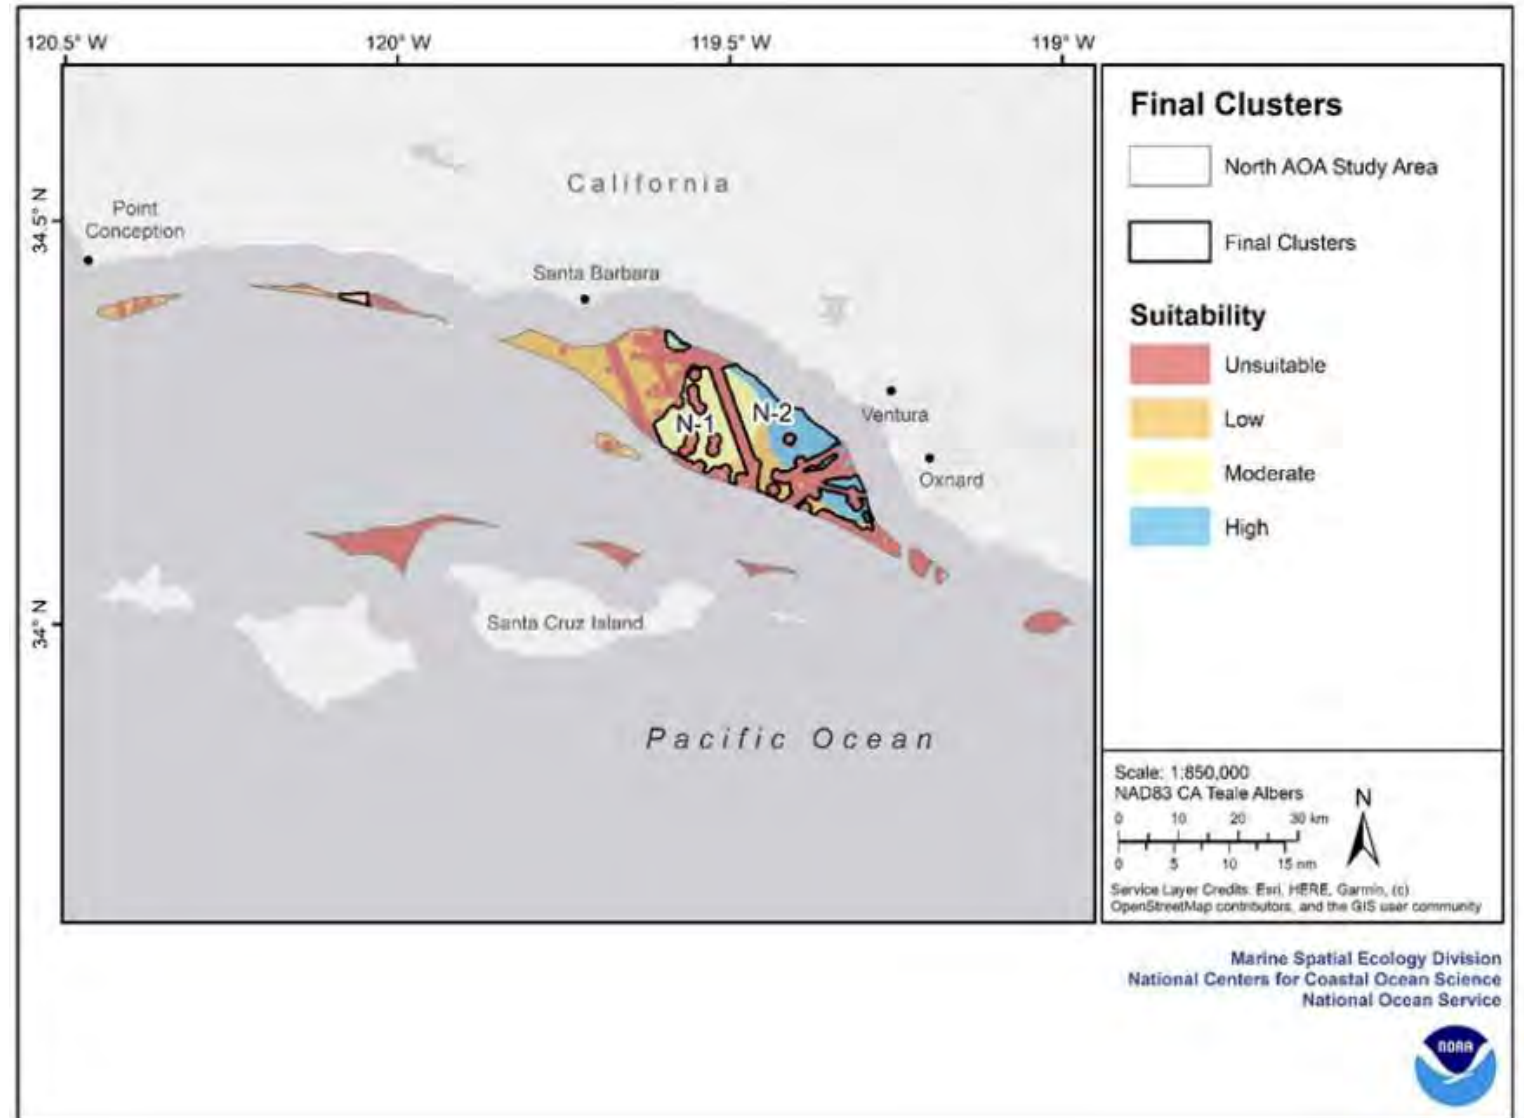 120.5° W
120° W
119.5° W
119° W
34.5° N
34° N
California
Point
Conception
Santa Barbara
N-1
N-2
Ventura
Oxnard
Santa Cruz Island
Pacific Ocean
Final Clusters
North AOA Study Area
Final Clusters
Suitability
Unsuitable
Low
Moderate
High
Scale: 1:850,000
NAD83 CA Teale Albers
N
0 10 20 30 km
0 5 10 15 nm
Service Layer Credits: Esri, HERE, Garmin, (c)
OpenStreetMap contributors, and the GIS user community
Marine Spatial Ecology Division
National Centers for Coastal Ocean Science
National Ocean Service
NOAA